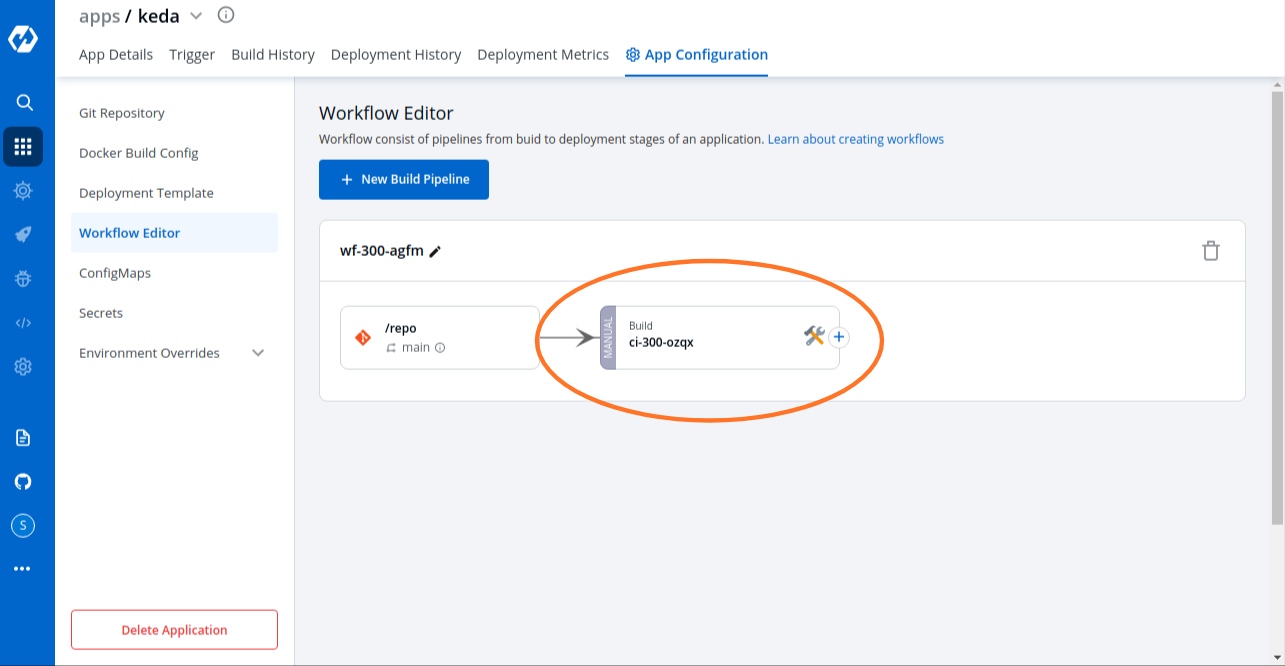 apps / keda
App Details Trigger Build History Deployment History Deployment Metrics App Configuration
Git Repository
Docker Build Config
Deployment Template
Workflow Editor
ConfigMaps
Secrets
Environment Overrides
Delete Application
Workflow Editor
Workflow consist of pipelines from buid to deployment stages of an application. Learn about creating workflows
+ New Build Pipeline
wf-300-agfm
/repo
main
MANUAL
Build
ci-300-ozqx
S